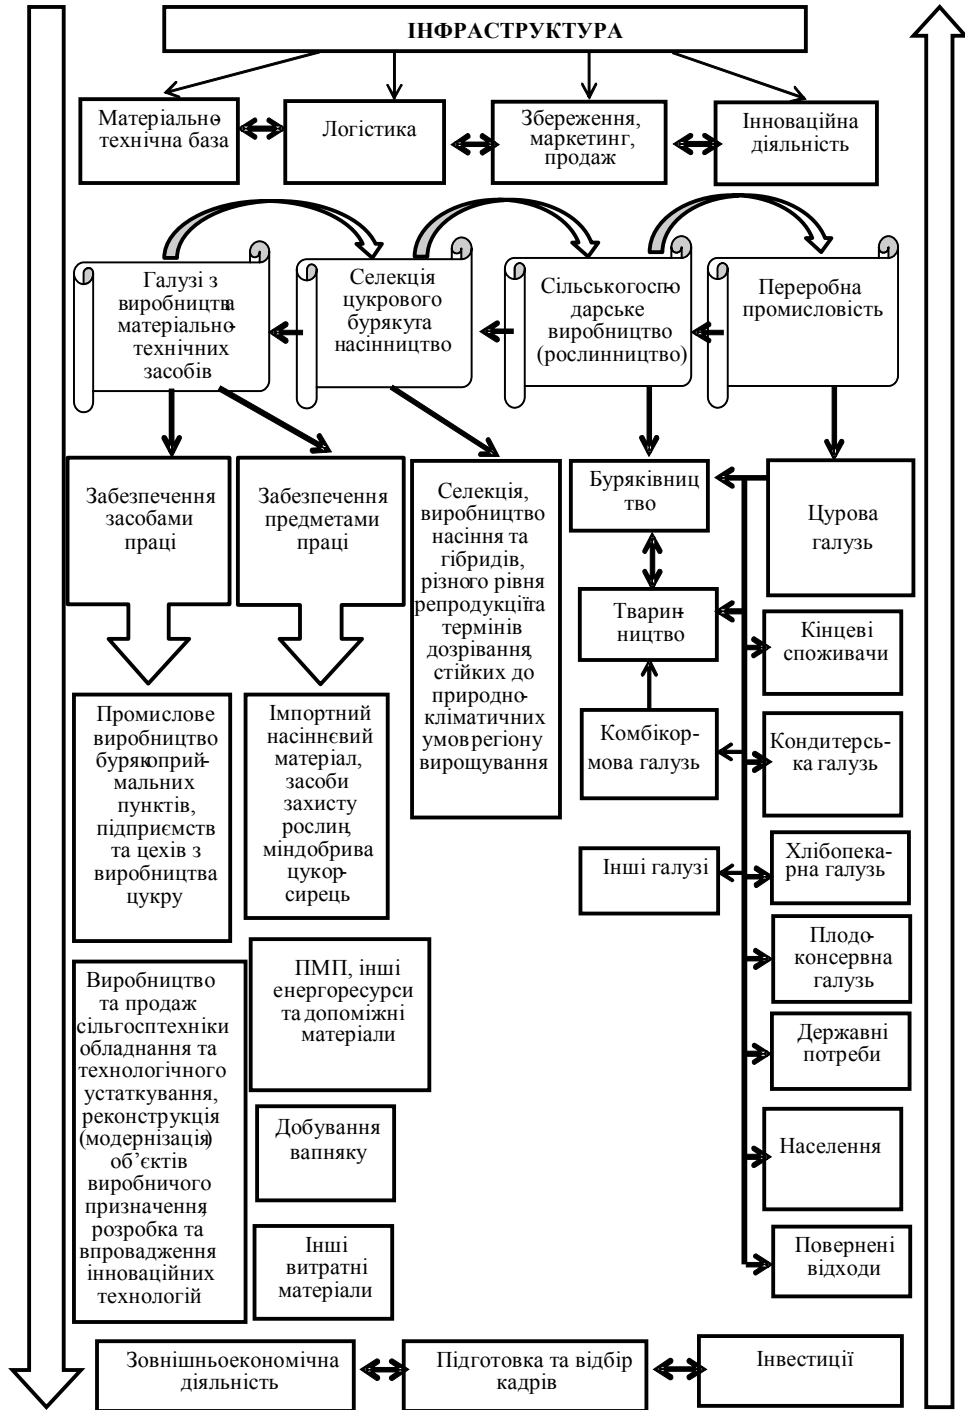 ІНФРАСТРУКТУРА
Матеріально-
технічна база
Логістика
Збереження,
маркетинг,
продаж
Інноваційна
діяльність
Галузі з
виробництва
матеріально-
технічних
засобів
Селекція
цукрового
бурякута
насінництво
Сільськогоспо-
дарське
виробництво
(рослинництво)
Переробна
промисловість
Забезпечення
засобами
праці
Забезпечення
предметами
праці
Селекція,
виробництво
насіння та
гібридів,
різного рівня
репродукції та
термінів
дозрівання,
стійких до
природно-
кліматичних
умов регіону
вирощування
Буряківниц
тво
Цурова
галузь
Тварин-
ництво
Кінцеві
споживачи
Промислове
виробництво
бурякоприй-
мальних
пунктів,
підприємств
та цехів з
виробництва
цукру
Імпортний
насіннєвий
матеріал,
засоби
захисту
рослин,
міндобрива
цукор-
сирець
Комбікор-
мова галузь
Кондитерсь-
ка галузь
Інші галузі
Хлібопека-
рна галузь
Плодо-
консервна
галузь
Виробництво
та продаж
сільгосптехніки
обладнання та
технологічного
устаткування,
реконструкція
(модернізація)
об’єктів
виробничого
призначення,
розробка та
впровадження
інноваційних
технологій
ПМП, інші
енергоресурси
та допоміжні
матеріали
Державні
потреби
Добування
вапняку
Населення
Інші
витратні
матеріали
Повернені
відходи
Зовнішньоекономічна
діяльність
Підготовка та відбір
кадрів
Інвестиції